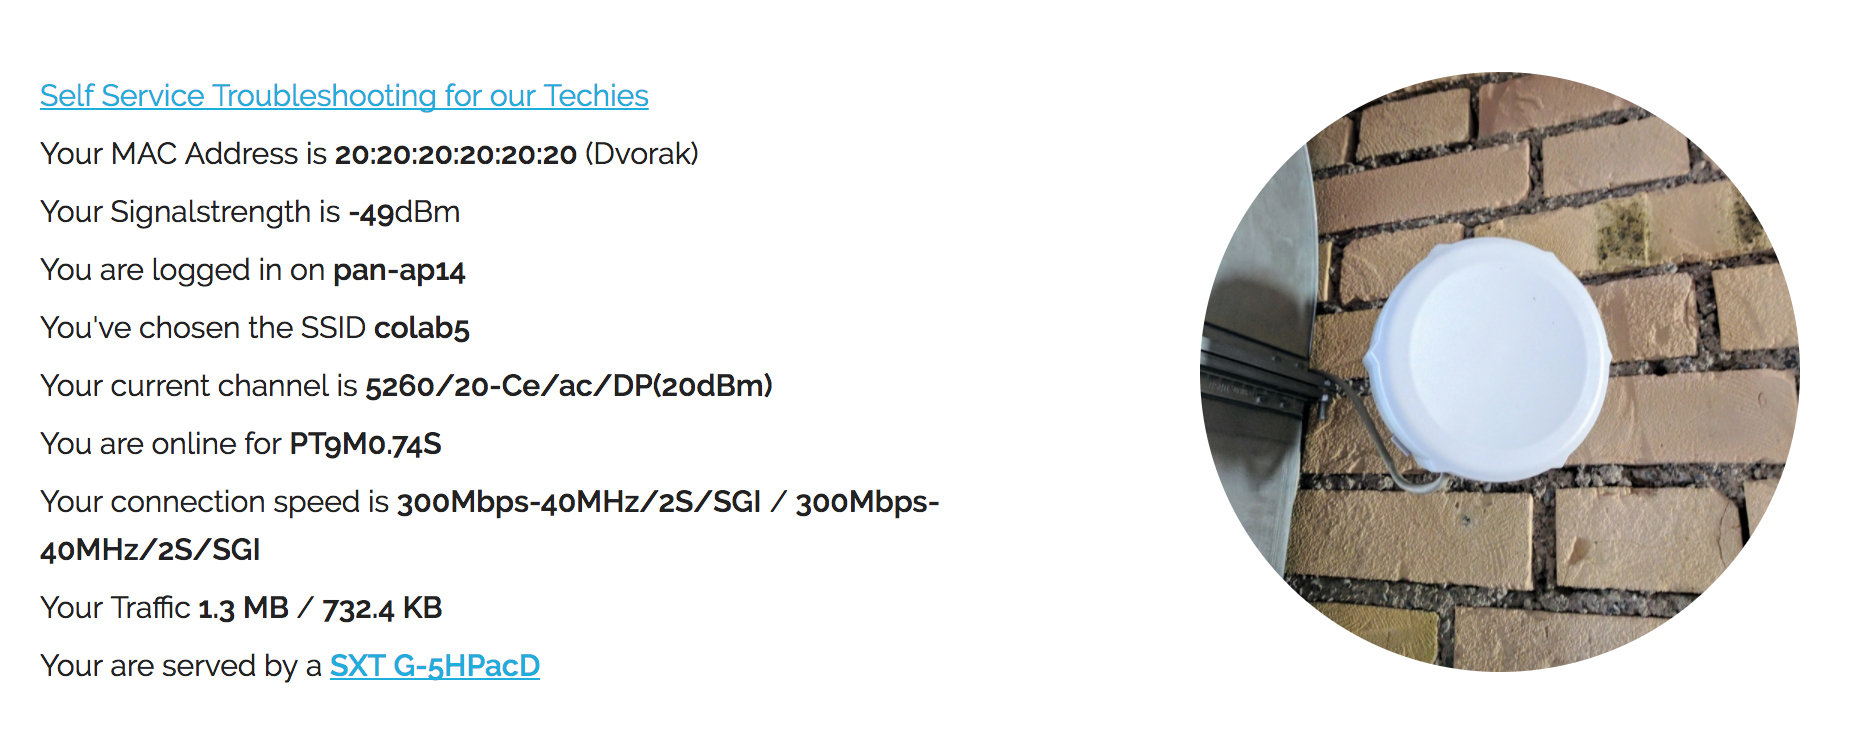 Self Service Troubleshooting for our Techies
Your MAC Address is 20:20:20:20:20:20 (Dvorak)
Your Signalstrength is -49dBm
You are logged in on pan-ap14
You've chosen the SSID colab5
Your current channel is 5260/20-Ce/ac/DP(20dBm)
You are online for PT9M0.74S
Your connection speed is 300Mbps-40MHz/2S/SGI / 300Mbps-
40MHz/2S/SGI
Your Traffic 1.3 MB / 732.4 KB
Your are served by a SXT G-5HPacD